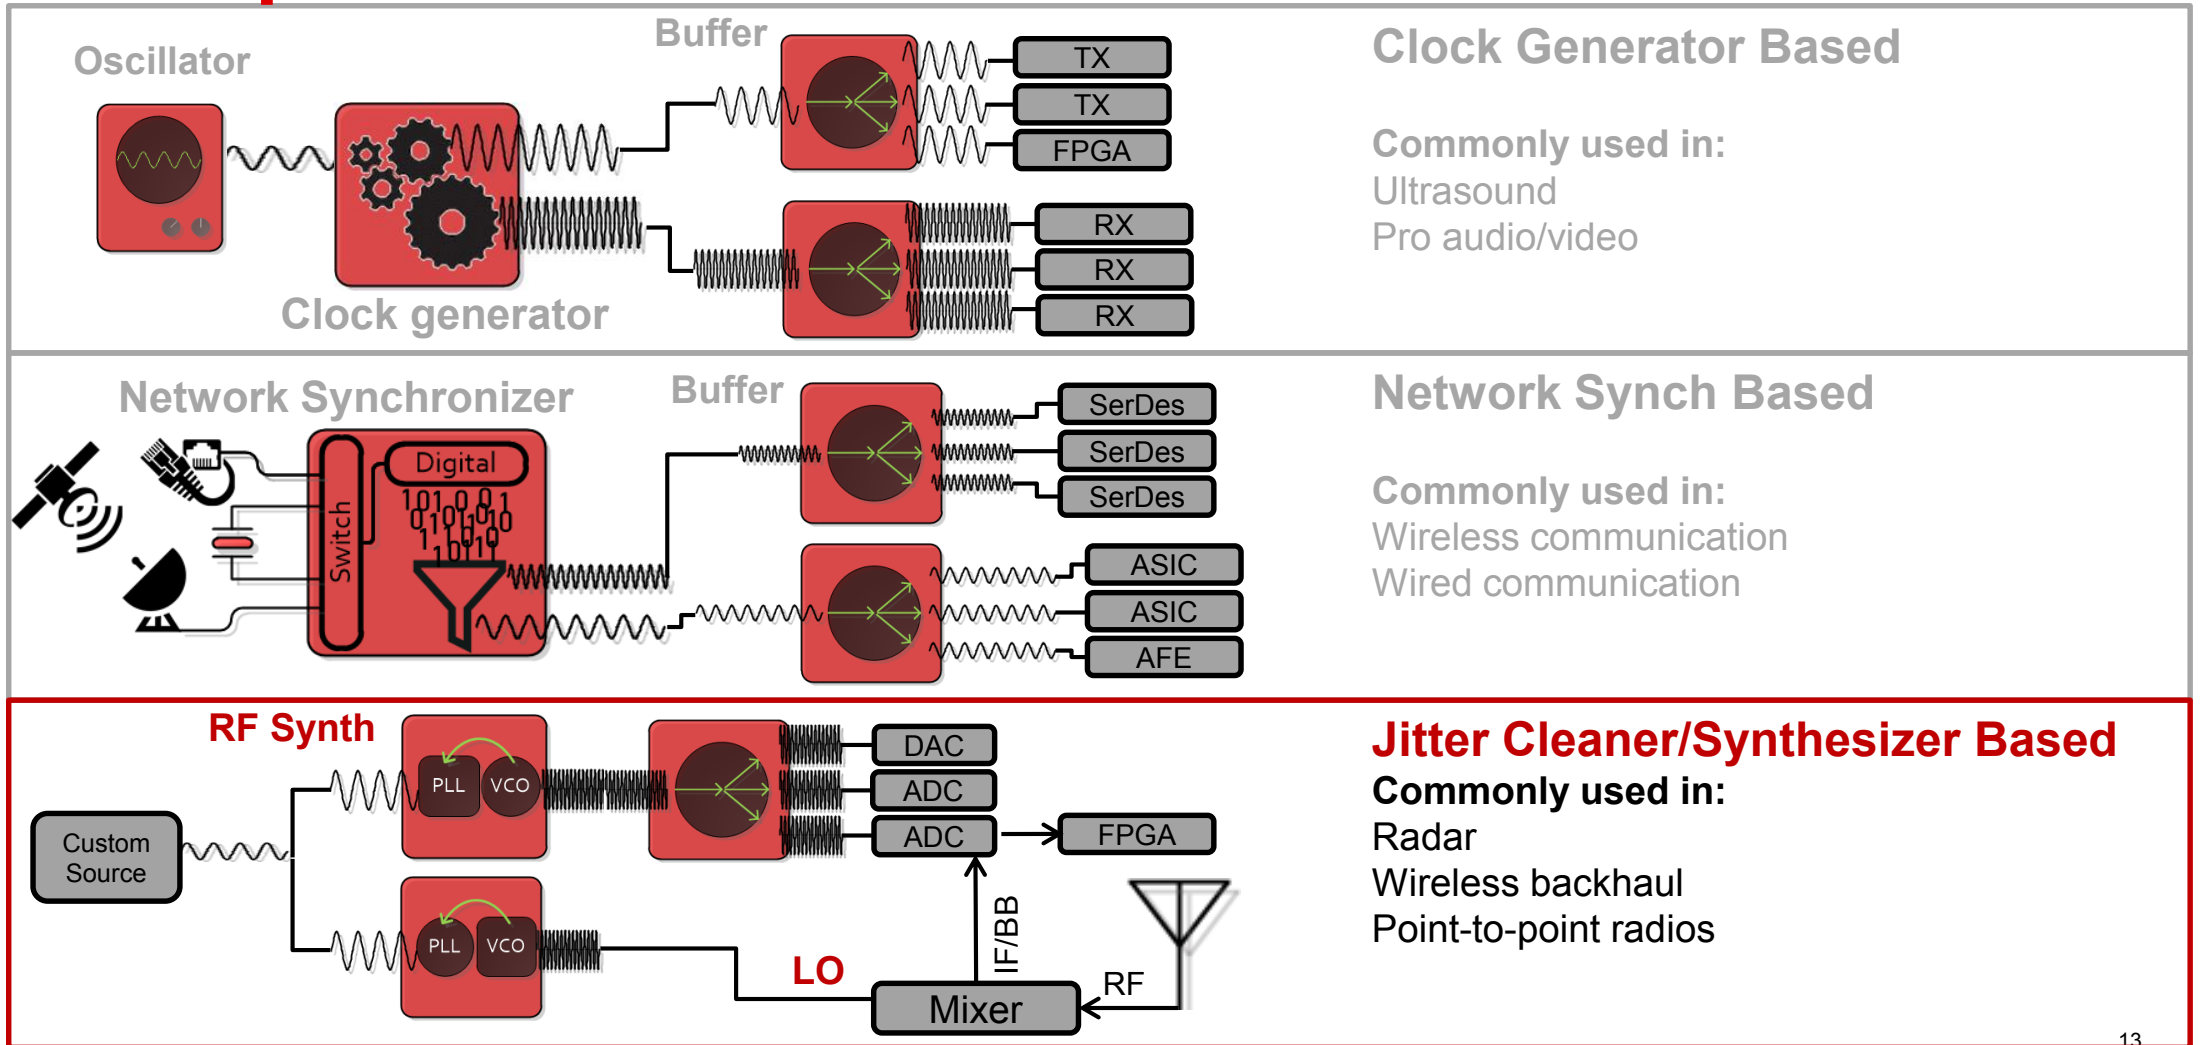 Oscillator
Buffer
TX
TX
FPGA
RX
RX
RX
Clock generator
Clock Generator Based
Commonly used in:
Ultrasound
Pro audio/video
Network Synchronizer
Buffer
Switch
Digital
SerDes
SerDes
SerDes
ASIC
ASIC
AFE
Network Synch Based
Commonly used in:
Wireless communication
Wired communication
RF Synth
Custom
Source
PLL
VCO
DAC
ADC
ADC
FPGA
PLL
VCO
LO
IF/BB
RF
Mixer
Jitter Cleaner/Synthesizer Based
Commonly used in:
Radar
Wireless backhaul
Point-to-point radios
13